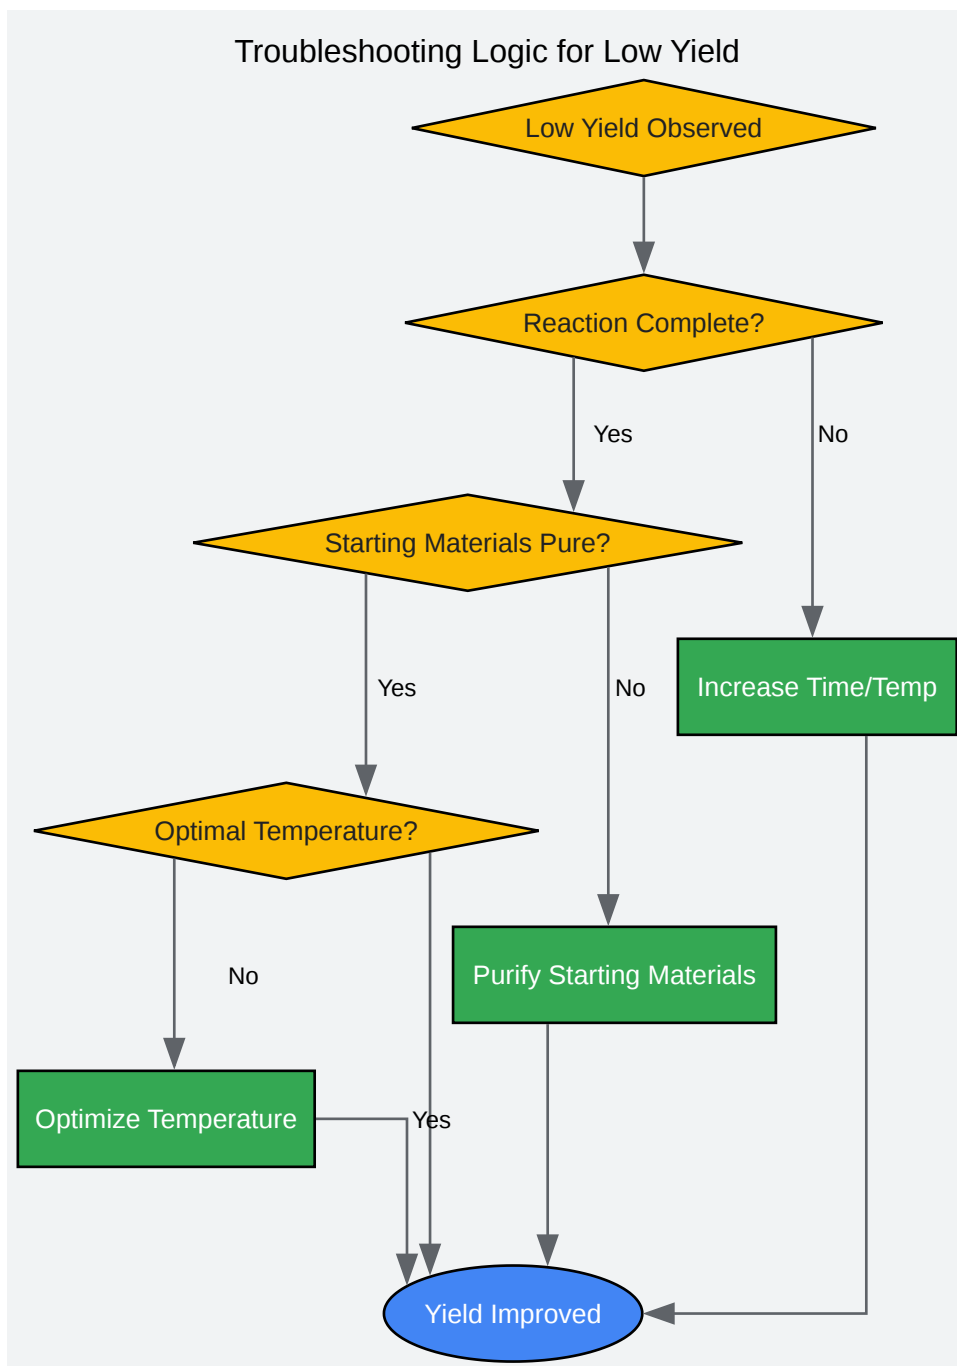 Troubleshooting Logic for Low Yield
Low Yield Observed
Reaction Complete?
Yes
No
Starting Materials Pure?
Yes
No
Increase Time/Temp
Optimal Temperature?
No
Purify Starting Materials
Optimize Temperature
Yes
Yield Improved